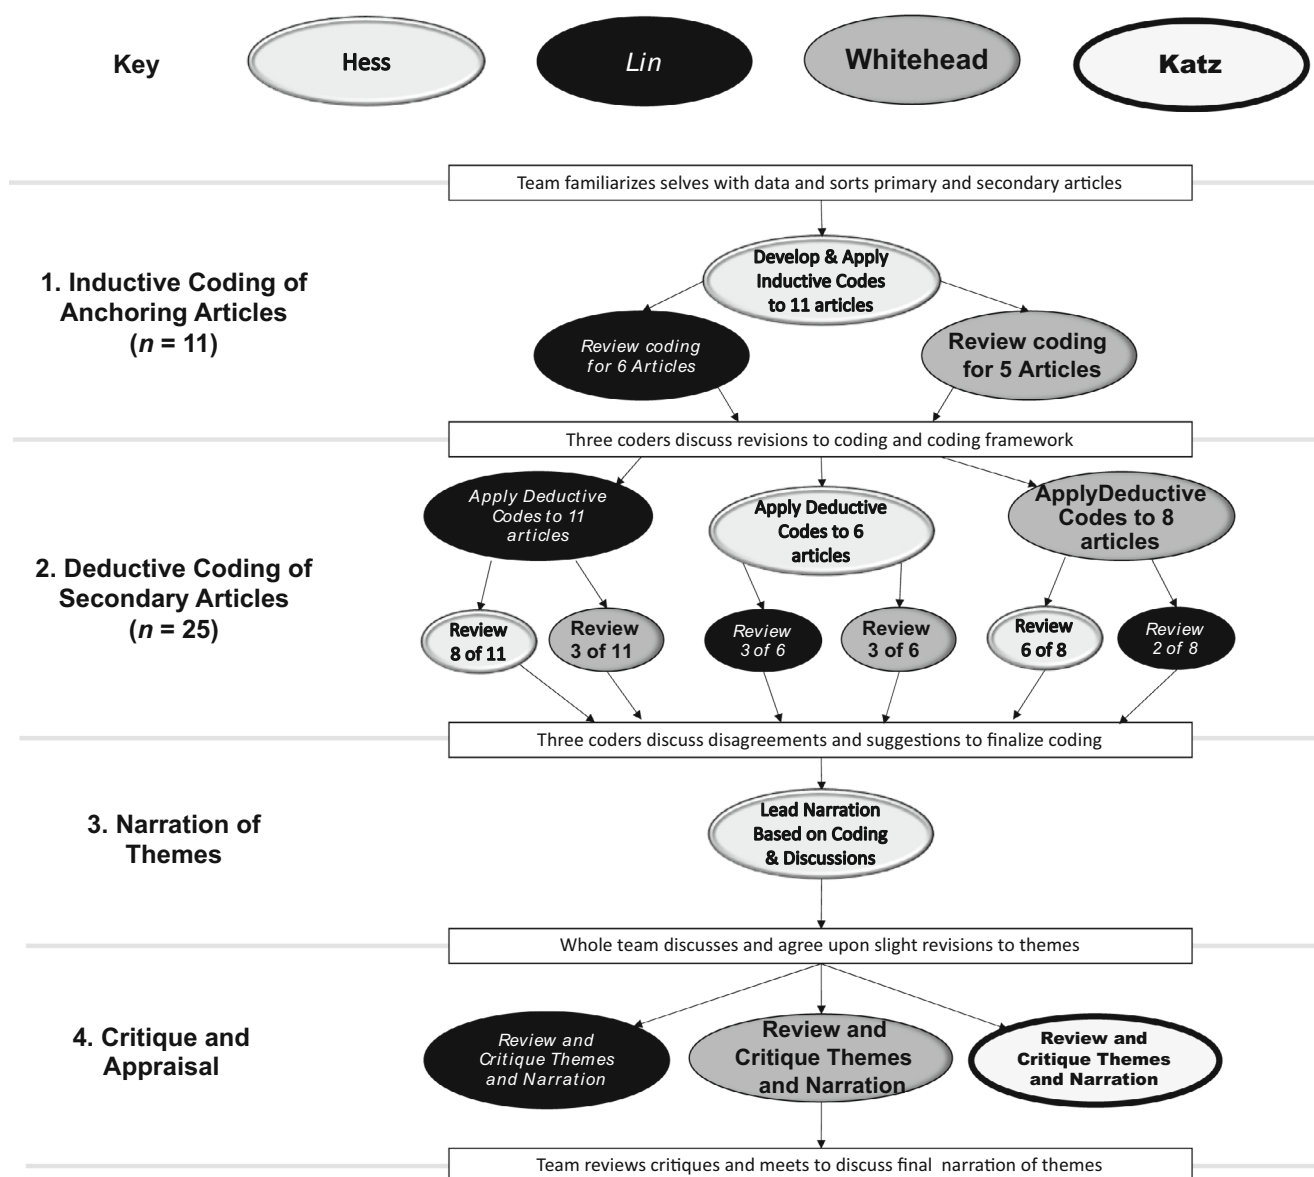 Key
Hess
Lin
Whitehead
Katz
Team familiarizes selves with data and sorts primary and secondary articles
1. Inductive Coding of
Anchoring Articles
(n = 11)
Develop & Apply
Inductive Codes
to 11 articles
Review coding
for 6 Articles
Review coding
for 5 Articles
Three coders discuss revisions to coding and coding framework
2. Deductive Coding of
Secondary Articles
(n = 25)
Apply Deductive
Codes to 11
articles
Apply Deductive
Codes to 6
articles
ApplyDeductive
Codes to 8
articles
Review
8 of 11
Review
3 of 11
Review
3 of 6
Review
3 of 6
Review
6 of 8
Review
2 of 8
Three coders discuss disagreements and suggestions to finalize coding
3. Narration of
Themes
Lead Narration
Based on Coding
& Discussions
Whole team discusses and agree upon slight revisions to themes
4. Critique and
Appraisal
Review and
Critique Themes
and Narration
Review and
Critique Themes
and Narration
Review and
Critique Themes
and Narration
Team reviews critiques and meets to discuss final narration of themes